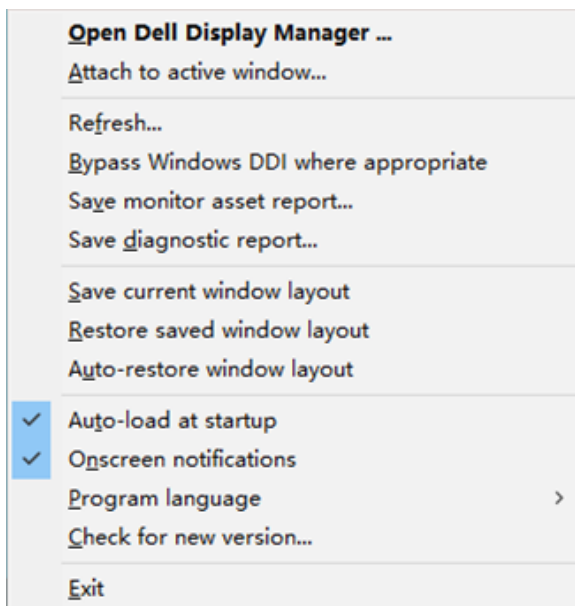 Open Dell Display Manager ...
Attach to active window...
Refresh...
Bypass Windows DDI where appropriate
Save monitor asset report...
Save diagnostic report...
Save current window layout
Restore saved window layout
Auto-restore window layout
Auto-load at startup
Onscreen notifications
Program language
Check for new version...
Exit